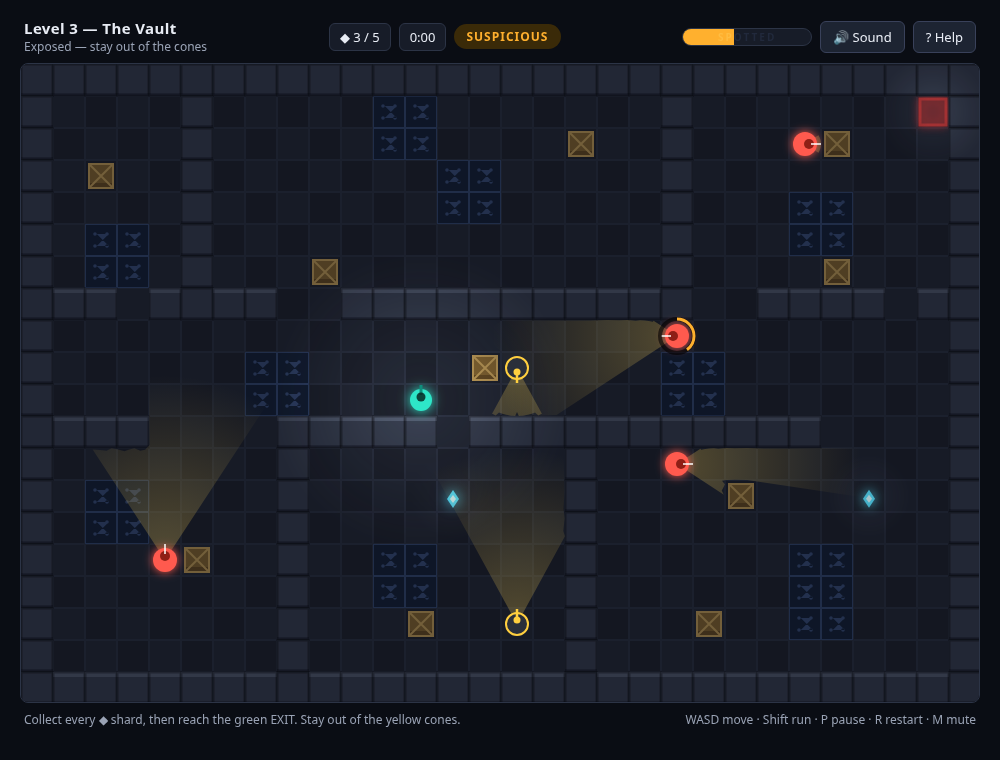 Level 3 — The Vault
Exposed — stay out of the cones
◆ 3 / 5
0:00
SUSPICIOUS
SPOTTED
🔊 Sound
? Help
Collect every ◆ shard, then reach the green EXIT. Stay out of the yellow cones.
WASD move · Shift run · P pause · R restart · M mute